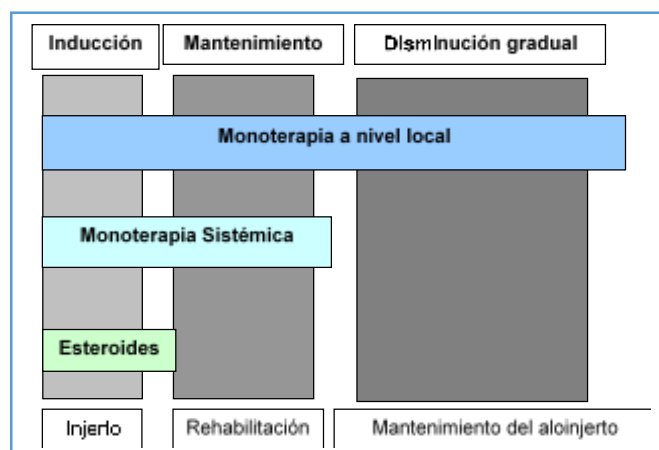 Inducción
Mantenimiento
Disminución gradual
Monoterapia a nivel local
Monoterapia Sistémica
Esteroides
Injerto
Rehabilitación
Mantenimiento del aloinjerto